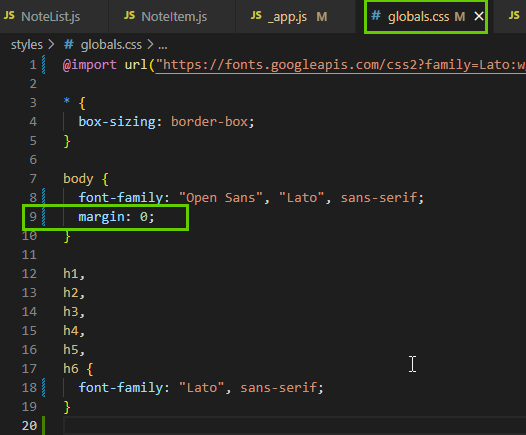 JS NoteList.js JS NoteItem.js JS _app.js M # globals.css M × JS
styles > # globals.css > ...
1 @import url("https://fonts.googleapis.com/css2?family=Lato:w
2
3 * {
4 box-sizing: border-box;
5 }
6
7 body {
8 font-family: "Open Sans", "Lato", sans-serif;
9 margin: 0;
10 }
11
12 h1,
13 h2,
14 h3,
15 h4,
16 h5,
17 h6 {
18 font-family: "Lato", sans-serif;
19 }
20